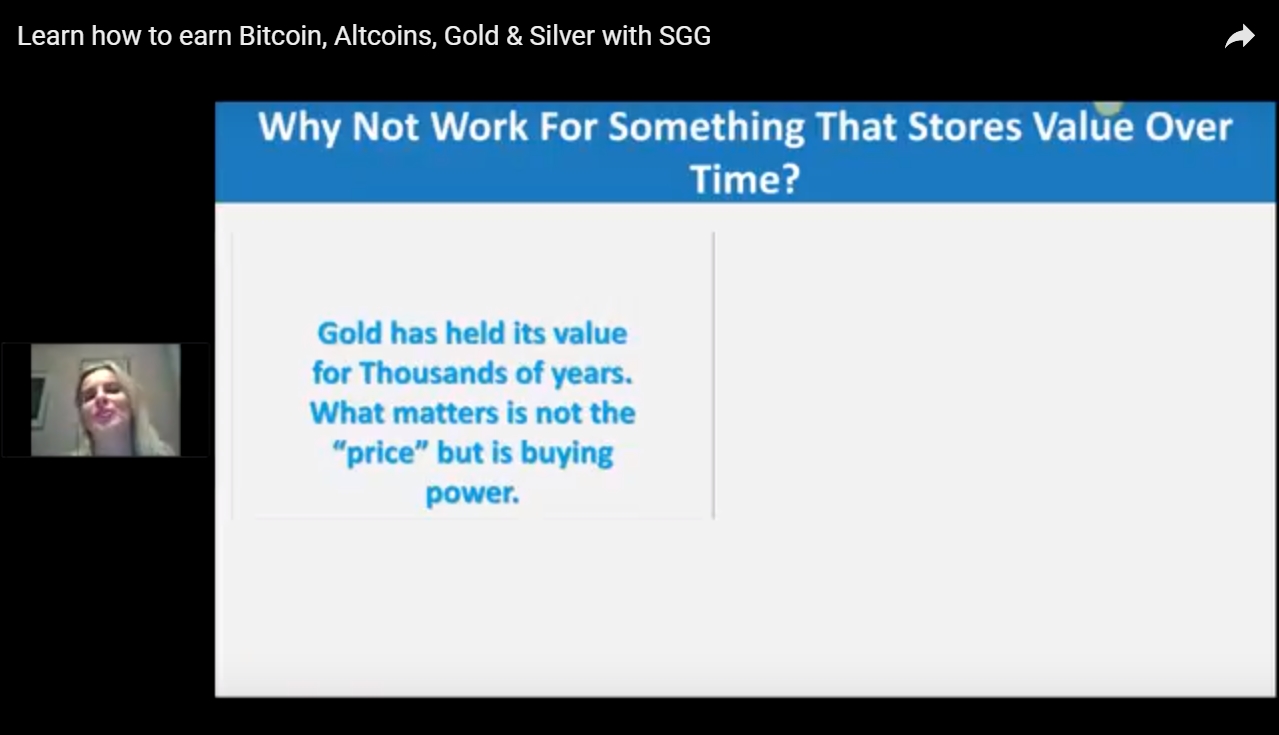 Learn how to earn Bitcoin, Altcoins, Gold & Silver with SGG
Why Not Work For Something That Stores Value Over
Time?
Gold has held its value
for Thousands of years.
What matters is not the
“price” but is buying
power.